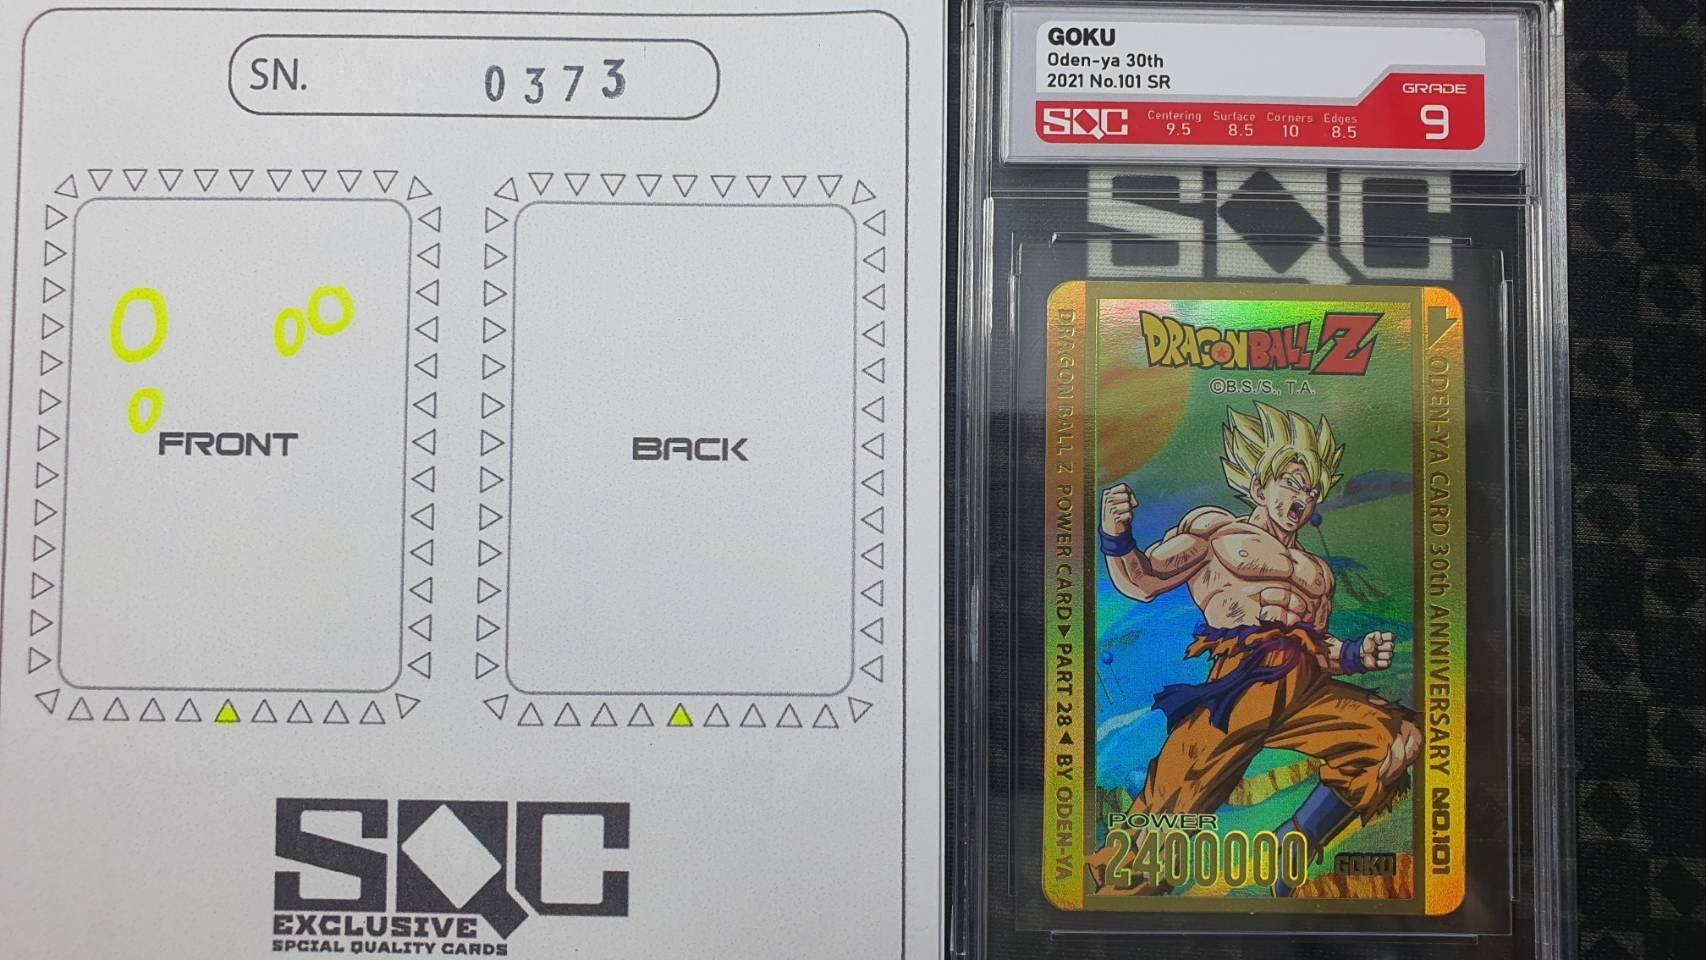 SN. 0373
FRONT
BACK
SQC
EXCLUSIVE
SPCIAL QUALITY CARDS
GOKU
Oden-ya 30th
2021 No.101 SR
GRADE
9
SQC
Centering 9.5
Surface 8.5
Corners 10
Edges 8.5
SQC
DRAGON BALL Z
©B.S./S., T.A.
DRAGON BALL Z POWER CARD▶PART 28◀BY ODEN-YA
ODEN-YA CARD 30th ANNIVERSARY NO.101
POWER
2400000
GOKU